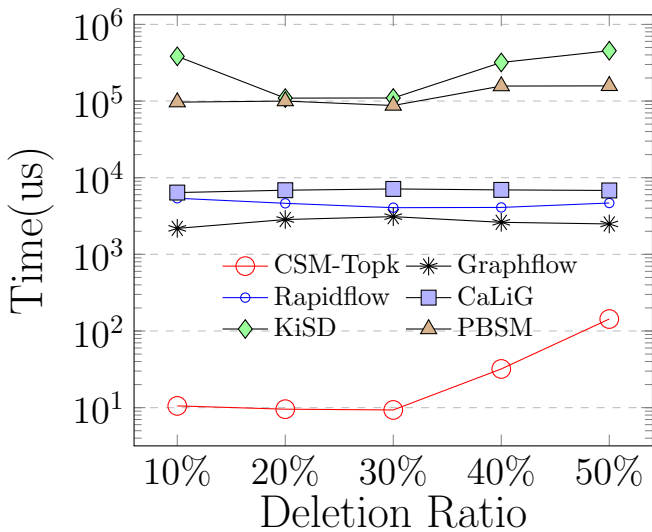 10^6
10^5
10^4
10^3
10^2
10^1
Time(us)
CSM-Topk
Graphflow
Rapidflow
CaLiG
KiSD
PBSM
10% 20% 30% 40% 50%
Deletion Ratio